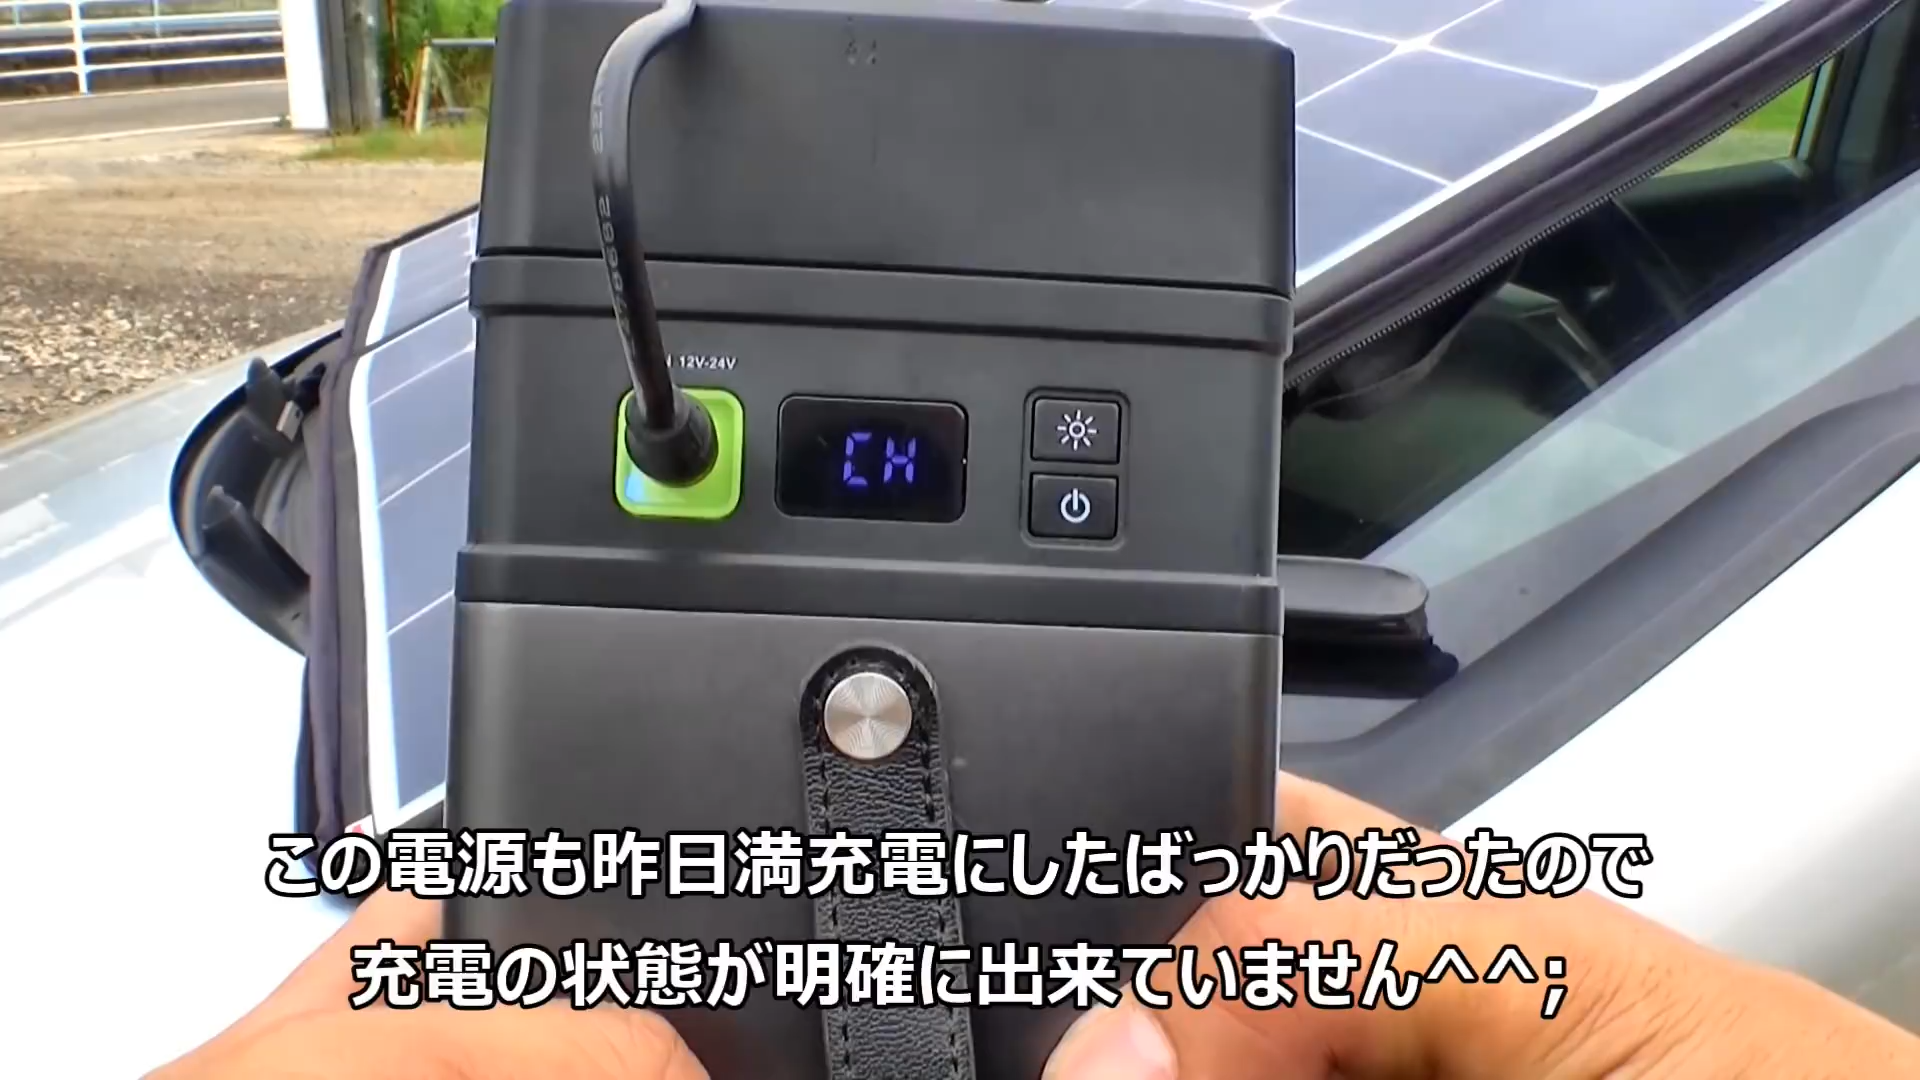 12V-24V
CH
この電源も昨日満充電にしたばっかりだったので
充電の状態が明確に出来ていません^^;